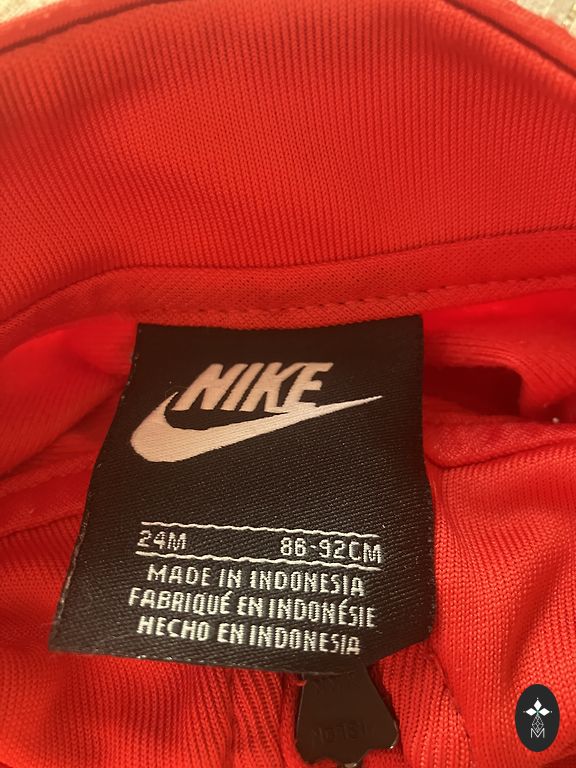 NIKE
24M 86-92CM
MADE IN INDONESIA
FABRIQUÉ EN INDONÉSIE
HECHO EN INDONESIA
M